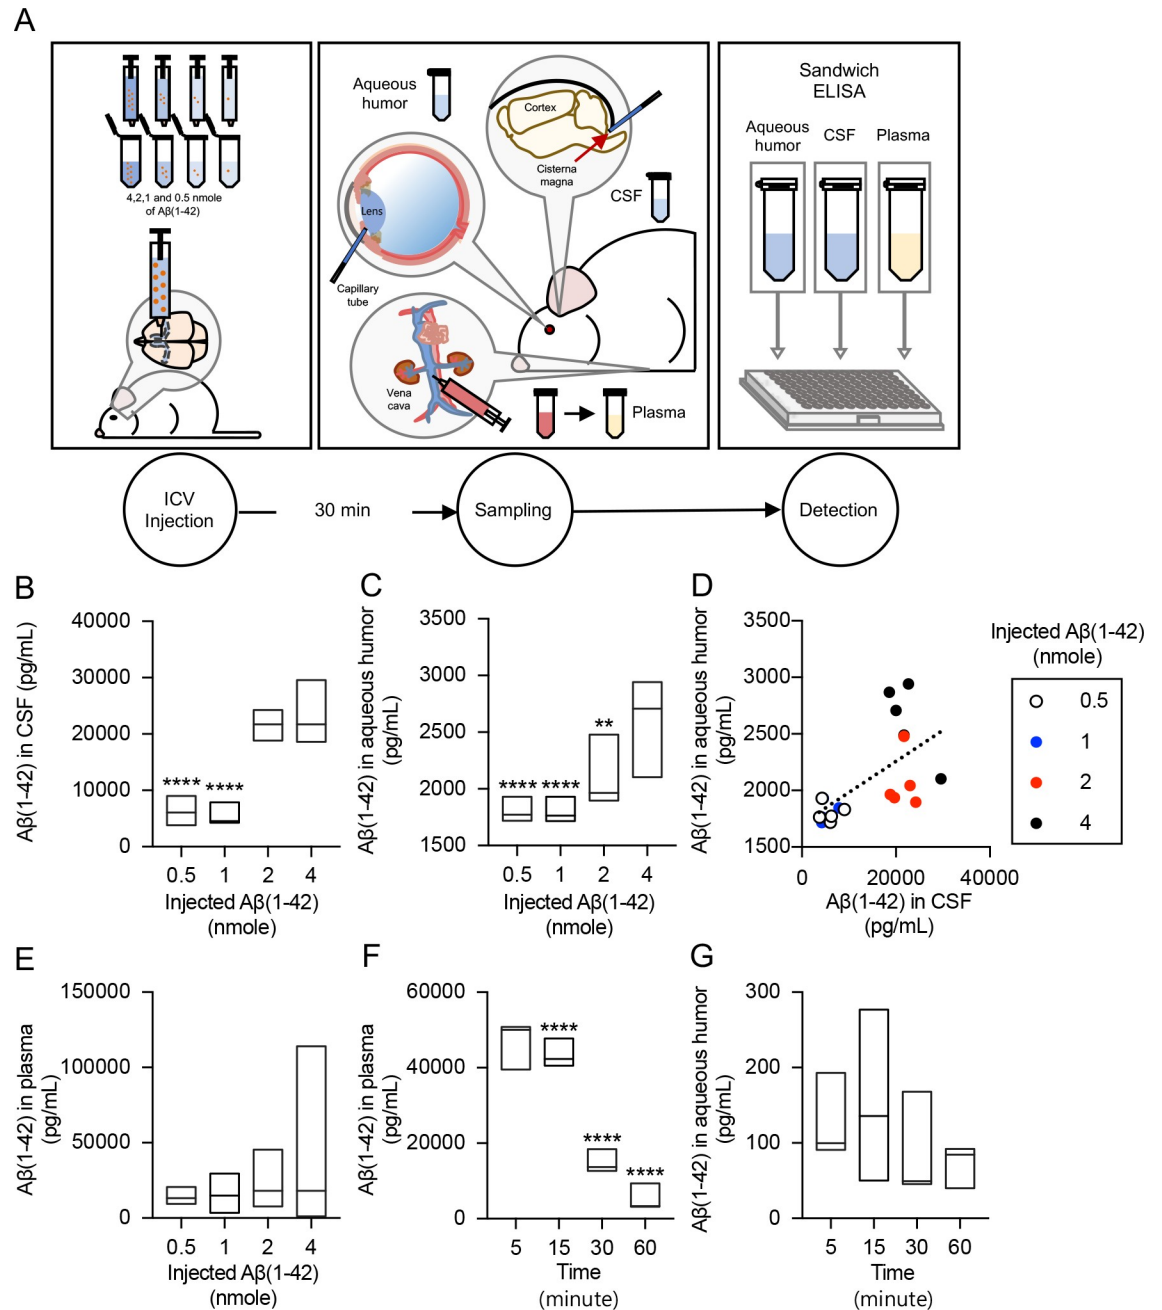 A
4,2,1 and 0.5 nmole
of Aβ(1-42)
Aqueous
humor
Cortex
Cisterna
magna
CSF
Lens
Capillary
tube
Vena
cava
Plasma
Sandwich
ELISA
Aqueous
humor
CSF
Plasma
ICV
Injection
30 min
Sampling
Detection
B
Aβ(1-42) in CSF (pg/mL)
40000
30000
20000
10000
0
****
****
0.5 1 2 4
Injected Aβ(1-42)
(nmole)
C
Aβ(1-42) in aqueous humor
(pg/mL)
3500
3000
2500
2000
1500
****
****
**
0.5 1 2 4
Injected Aβ(1-42)
(nmole)
D
Aβ(1-42) in aqueous humor
(pg/mL)
3500
3000
2500
2000
1500
0 20000 40000
Aβ(1-42) in CSF
(pg/mL)
Injected Aβ(1-42)
(nmole)
0.5
1
2
4
E
Aβ(1-42) in plasma
(pg/mL)
150000
100000
50000
0
0.5 1 2 4
Injected Aβ(1-42)
(nmole)
F
Aβ(1-42) in plasma
(pg/mL)
60000
40000
20000
0
****
****
****
5 15 30 60
Time
(minute)
G
Aβ(1-42) in aqueous humor
(pg/mL)
300
200
100
0
5 15 30 60
Time
(minute)